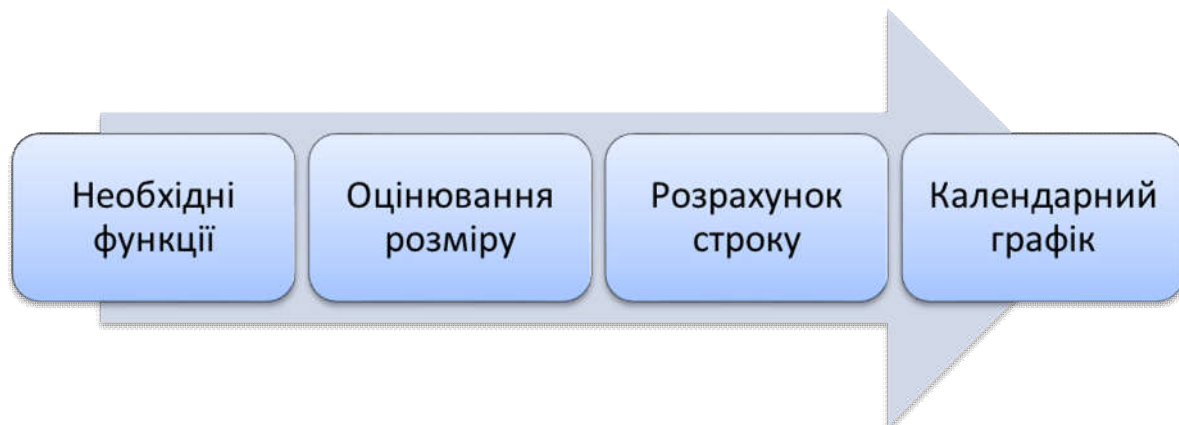 Необхідні
функції
Оцінювання
розміру
Розрахунок
строку
Календарний
графік